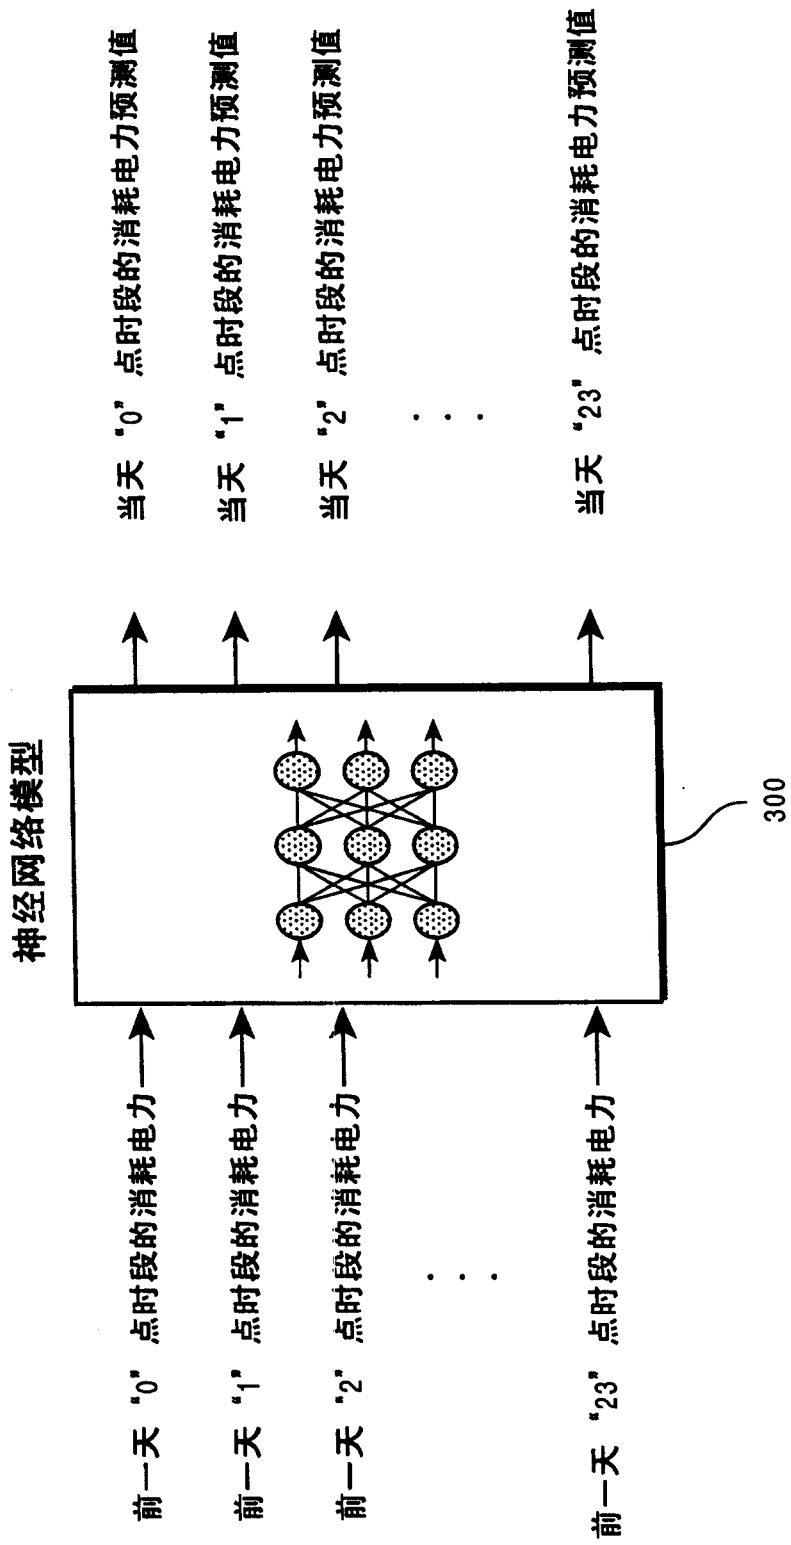 神经网络模型
前一天 “0” 点时段的消耗电力
前一天 “1” 点时段的消耗电力
前一天 “2” 点时段的消耗电力
· · ·
前一天 “23” 点时段的消耗电力
当天 “0” 点时段的消耗电力预测值
当天 “1” 点时段的消耗电力预测值
当天 “2” 点时段的消耗电力预测值
· · ·
当天 “23” 点时段的消耗电力预测值
300